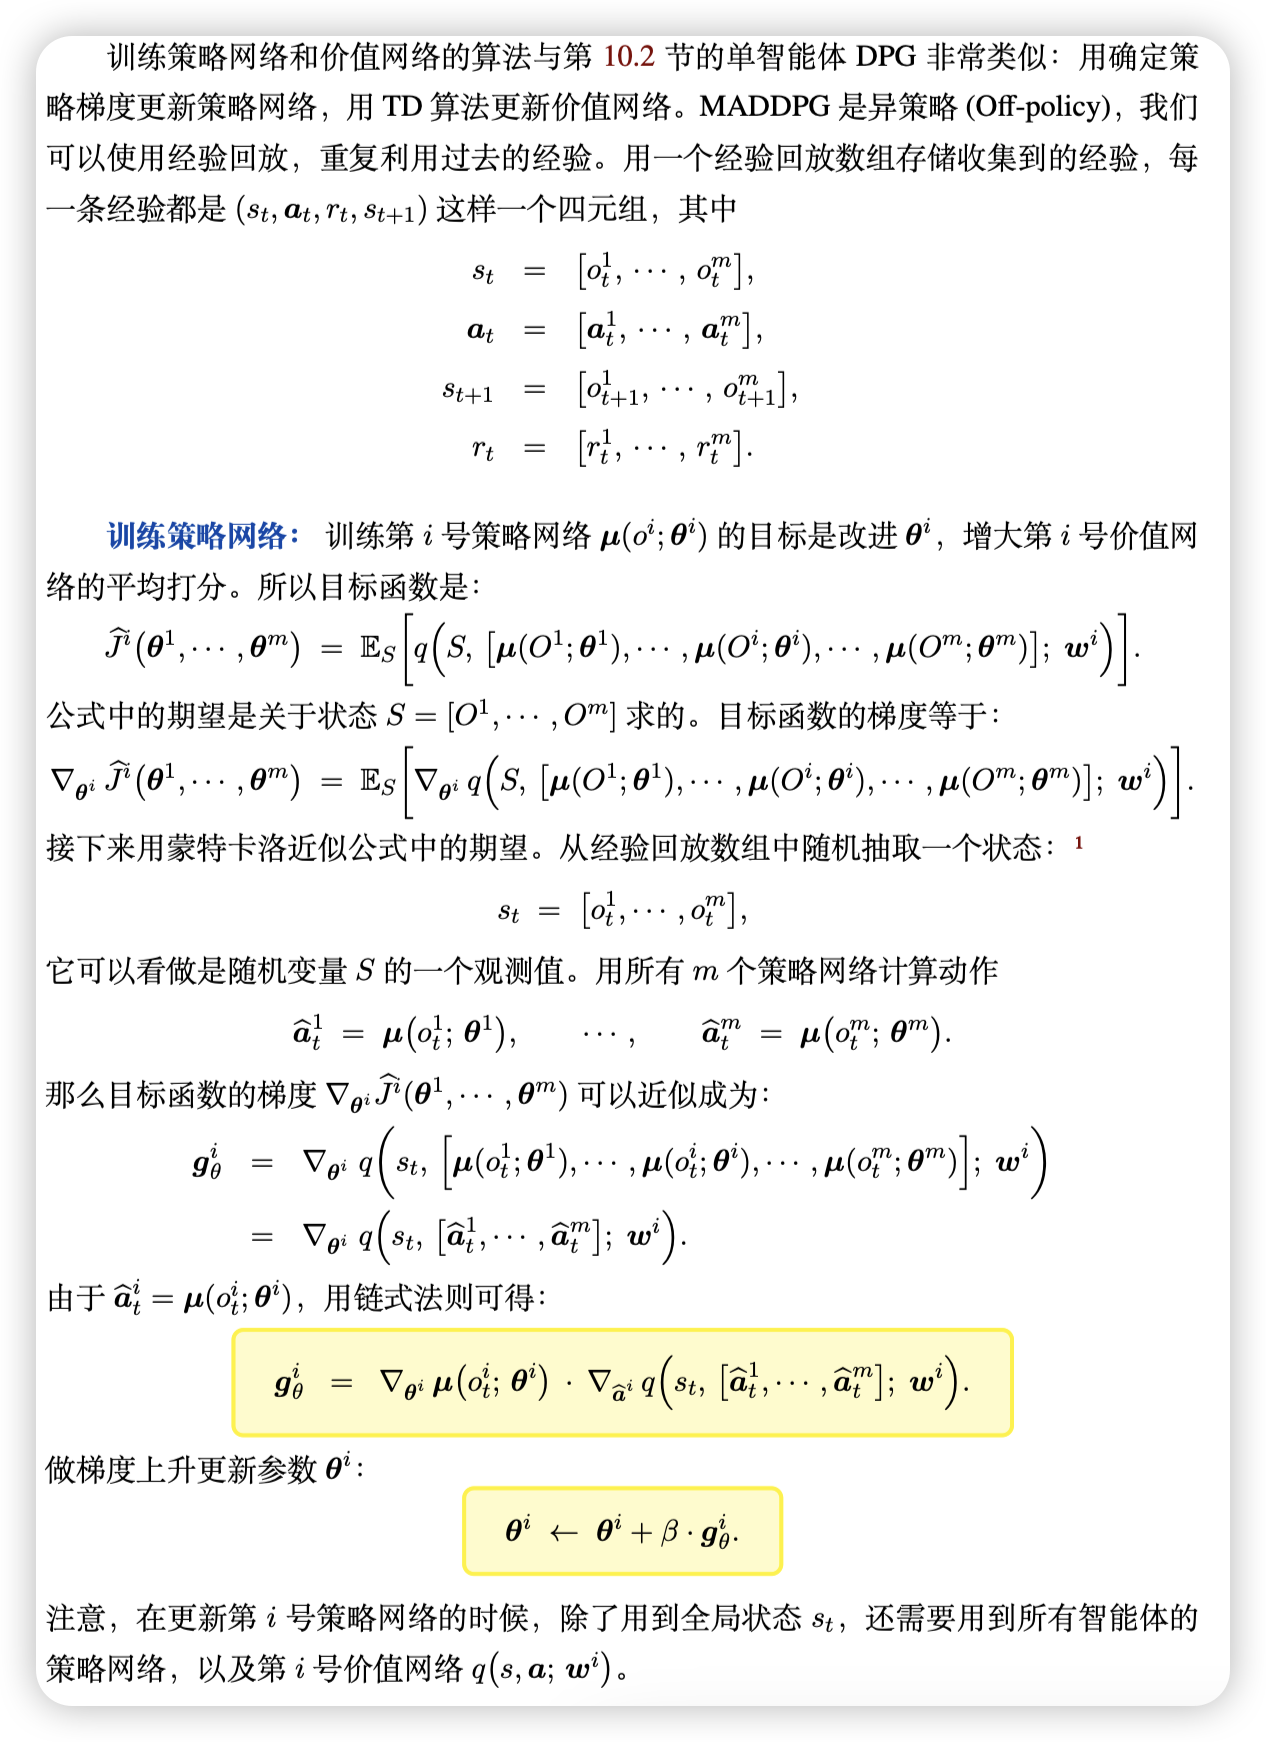 训练策略网络和价值网络的算法与第 10.2 节的单智能体 DPG 非常类似：用确定策
略梯度更新策略网络，用 TD 算法更新价值网络。MADDPG 是异策略 (Off-policy)，我们
可以使用经验回放，重复利用过去的经验。用一个经验回放数组存储收集到的经验，每
一条经验都是 $(s_t, \boldsymbol{a}_t, r_t, s_{t+1})$ 这样一个四元组，其中
$s_t = [o_t^1, \cdots, o_t^m],$
$\boldsymbol{a}_t = [\boldsymbol{a}_t^1, \cdots, \boldsymbol{a}_t^m],$
$s_{t+1} = [o_{t+1}^1, \cdots, o_{t+1}^m],$
$r_t = [r_t^1, \cdots, r_t^m].$
训练策略网络： 训练第 $i$ 号策略网络 $\boldsymbol{\mu}(o^i; \boldsymbol{\theta}^i)$ 的目标是改进 $\boldsymbol{\theta}^i$，增大第 $i$ 号价值网
络的平均打分。所以目标函数是：
$\widehat{J}^i(\boldsymbol{\theta}^1, \cdots, \boldsymbol{\theta}^m) = \mathbb{E}_S\Big[q\Big(S, [\boldsymbol{\mu}(O^1; \boldsymbol{\theta}^1), \cdots, \boldsymbol{\mu}(O^i; \boldsymbol{\theta}^i), \cdots, \boldsymbol{\mu}(O^m; \boldsymbol{\theta}^m)]; \boldsymbol{w}^i\Big)\Big].$
公式中的期望是关于状态 $S = [O^1, \cdots, O^m]$ 求的。目标函数的梯度等于：
$\nabla_{\boldsymbol{\theta}^i} \widehat{J}^i(\boldsymbol{\theta}^1, \cdots, \boldsymbol{\theta}^m) = \mathbb{E}_S\Big[\nabla_{\boldsymbol{\theta}^i} q\Big(S, [\boldsymbol{\mu}(O^1; \boldsymbol{\theta}^1), \cdots, \boldsymbol{\mu}(O^i; \boldsymbol{\theta}^i), \cdots, \boldsymbol{\mu}(O^m; \boldsymbol{\theta}^m)]; \boldsymbol{w}^i\Big)\Big].$
接下来用蒙特卡洛近似公式中的期望。从经验回放数组中随机抽取一个状态： $^1$
$s_t = [o_t^1, \cdots, o_t^m],$
它可以看做是随机变量 $S$ 的一个观测值。用所有 $m$ 个策略网络计算动作
$\widehat{\boldsymbol{a}}_t^1 = \boldsymbol{\mu}(o_t^1; \boldsymbol{\theta}^1), \quad \cdots, \quad \widehat{\boldsymbol{a}}_t^m = \boldsymbol{\mu}(o_t^m; \boldsymbol{\theta}^m).$
那么目标函数的梯度 $\nabla_{\boldsymbol{\theta}^i} \widehat{J}^i(\boldsymbol{\theta}^1, \cdots, \boldsymbol{\theta}^m)$ 可以近似成为：
$\boldsymbol{g}_\theta^i = \nabla_{\boldsymbol{\theta}^i} q\Big(s_t, \big[\boldsymbol{\mu}(o_t^1; \boldsymbol{\theta}^1), \cdots, \boldsymbol{\mu}(o_t^i; \boldsymbol{\theta}^i), \cdots, \boldsymbol{\mu}(o_t^m; \boldsymbol{\theta}^m)\big]; \boldsymbol{w}^i\Big)$
$= \nabla_{\boldsymbol{\theta}^i} q\Big(s_t, [\widehat{\boldsymbol{a}}_t^1, \cdots, \widehat{\boldsymbol{a}}_t^m]; \boldsymbol{w}^i\Big).$
由于 $\widehat{\boldsymbol{a}}_t^i = \boldsymbol{\mu}(o_t^i; \boldsymbol{\theta}^i)$，用链式法则可得：
$\boldsymbol{g}_\theta^i = \nabla_{\boldsymbol{\theta}^i} \boldsymbol{\mu}(o_t^i; \boldsymbol{\theta}^i) \cdot \nabla_{\widehat{\boldsymbol{a}}^i} q\Big(s_t, [\widehat{\boldsymbol{a}}_t^1, \cdots, \widehat{\boldsymbol{a}}_t^m]; \boldsymbol{w}^i\Big).$
做梯度上升更新参数 $\boldsymbol{\theta}^i$：
$\boldsymbol{\theta}^i \leftarrow \boldsymbol{\theta}^i + \beta \cdot \boldsymbol{g}_\theta^i.$
注意，在更新第 $i$ 号策略网络的时候，除了用到全局状态 $s_t$，还需要用到所有智能体的
策略网络，以及第 $i$ 号价值网络 $q(s, \boldsymbol{a}; \boldsymbol{w}^i)$。